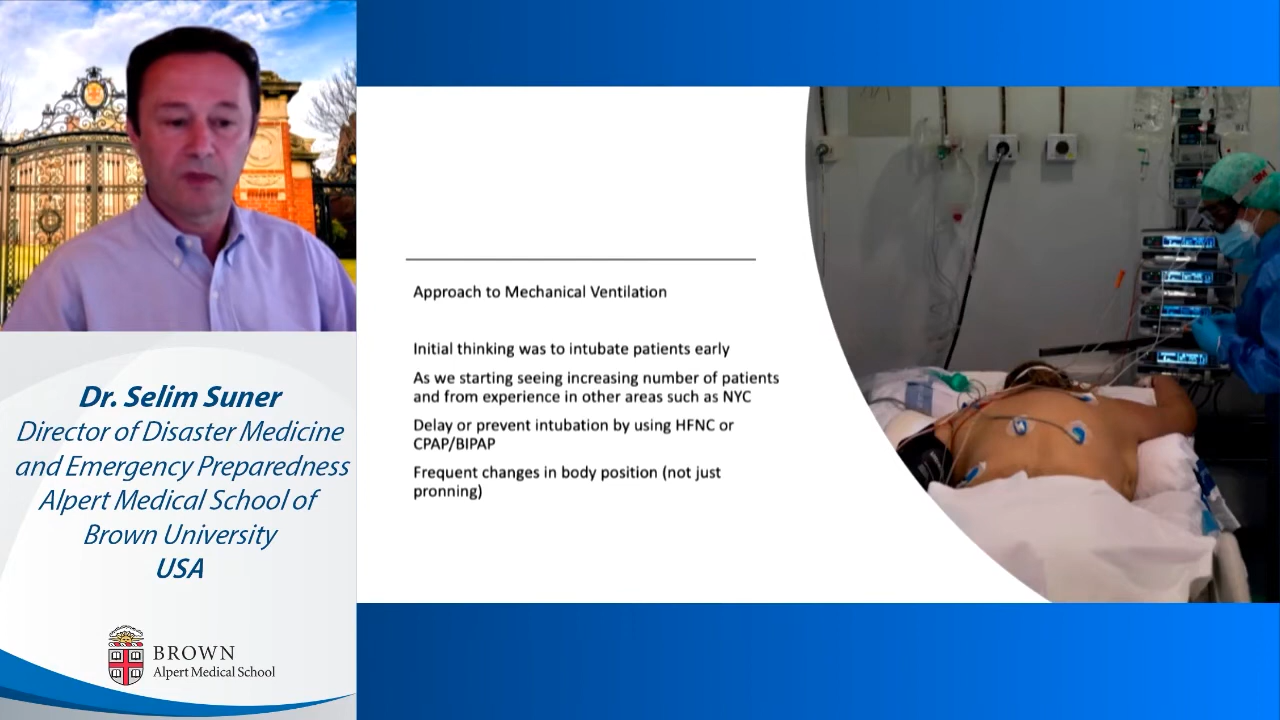 Dr. Selim Suner
Director of Disaster Medicine
and Emergency Preparedness
Alpert Medical School of
Brown University
USA
BROWN
Alpert Medical School
Approach to Mechanical Ventilation
Initial thinking was to intubate patients early
As we starting seeing increasing number of patients
and from experience in other areas such as NYC
Delay or prevent intubation by using HFNC or
CPAP/BIPAP
Frequent changes in body position (not just
pronning)
3M